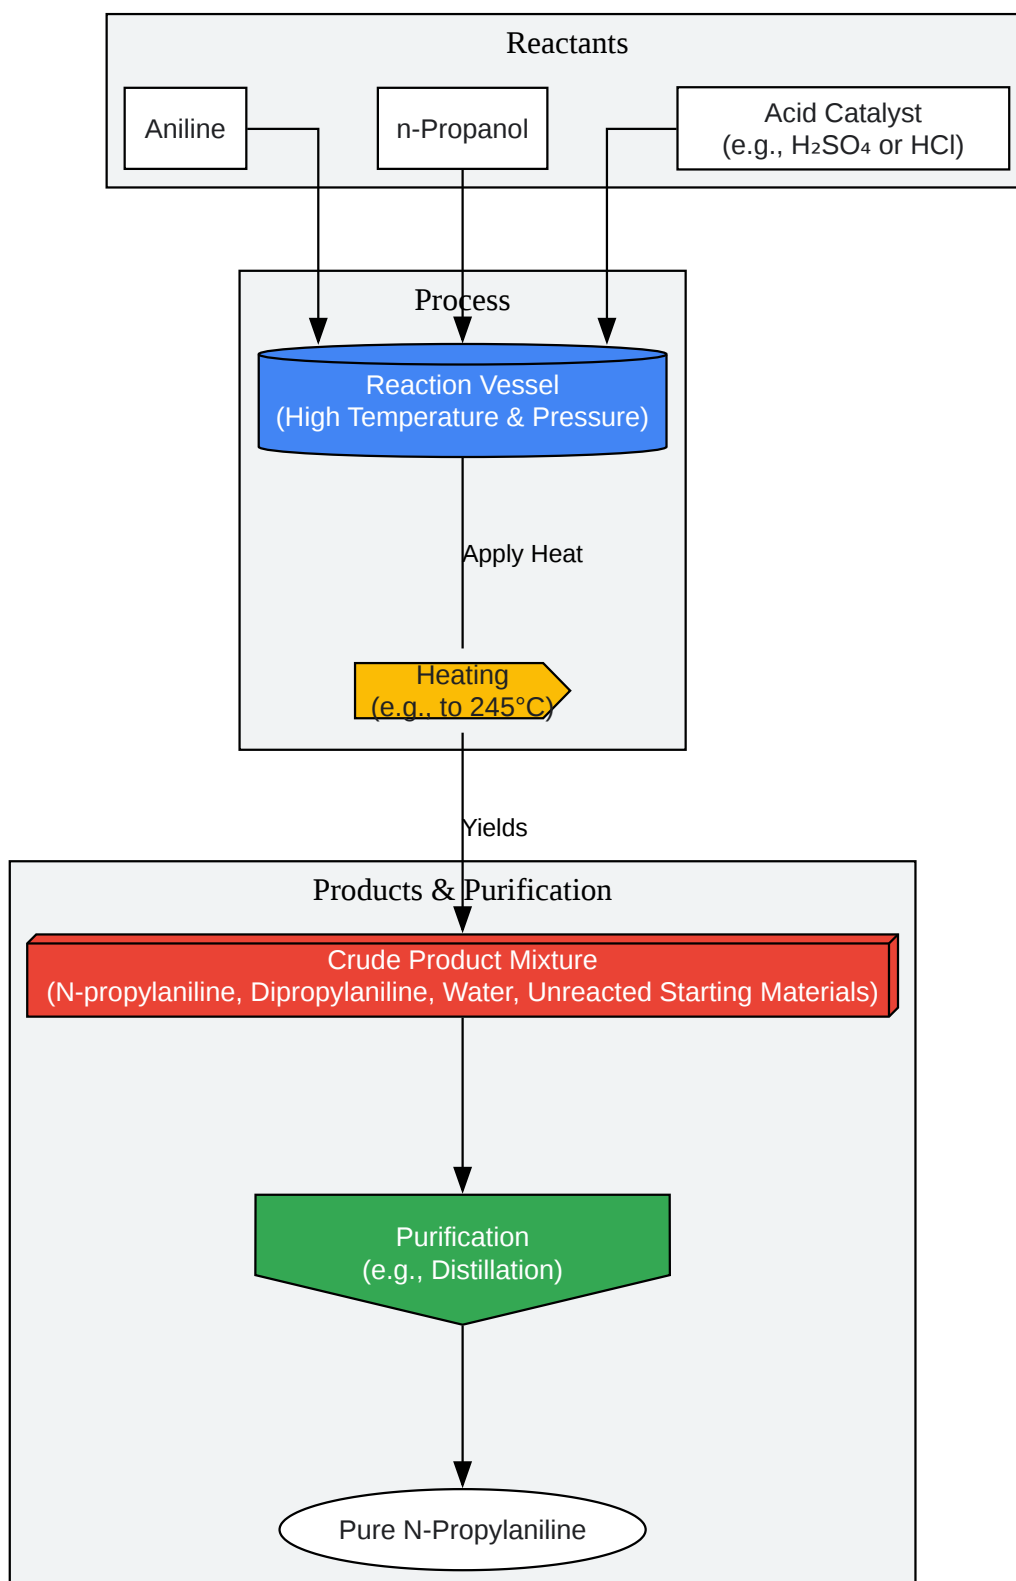 Reactants
Aniline
n-Propanol
Acid Catalyst
(e.g., H₂SO₄ or HCl)
Process
Reaction Vessel
(High Temperature & Pressure)
Apply Heat
Heating
(e.g., to 245°C)
Yields
Products & Purification
Crude Product Mixture
(N-propylaniline, Dipropylaniline, Water, Unreacted Starting Materials)
Purification
(e.g., Distillation)
Pure N-Propylaniline